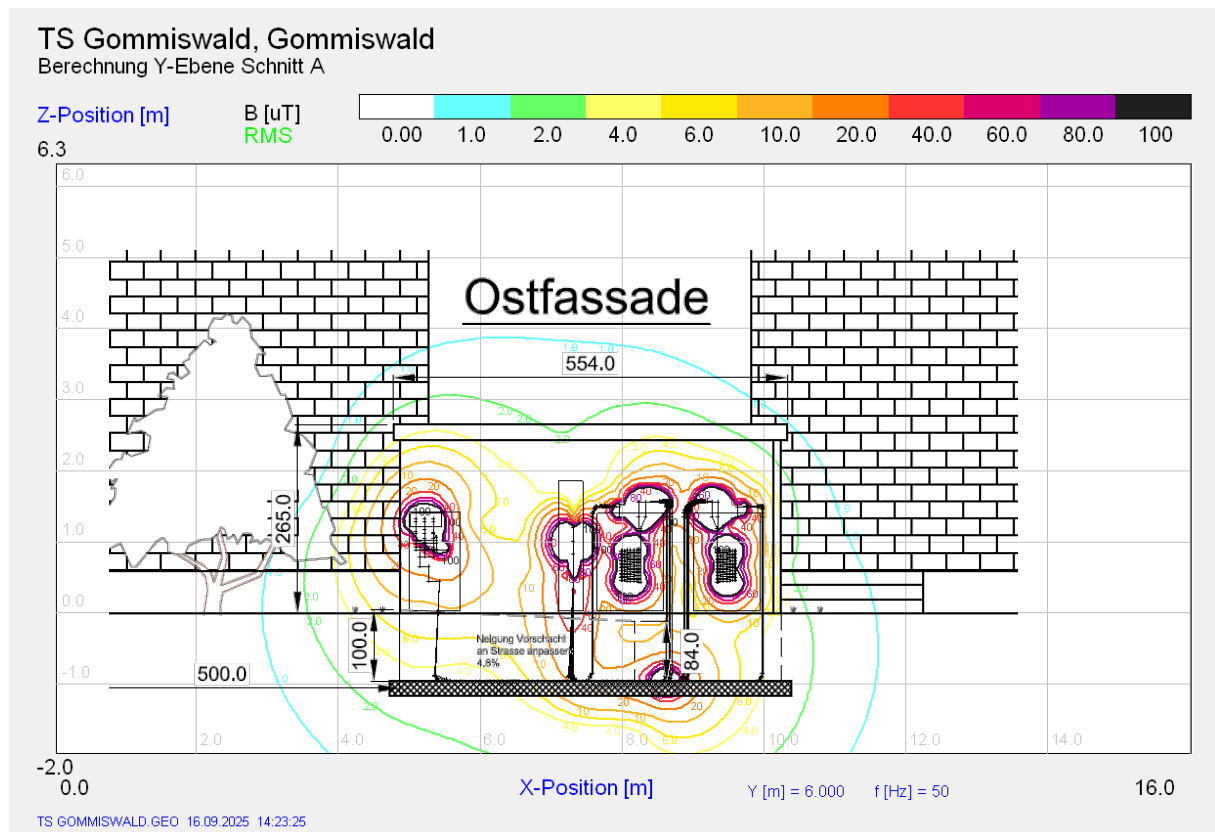 TS Gommiswald, Gommiswald
Berechnung Y-Ebene Schnitt A
Z-Position [m]
B [uT]
RMS
0.00 1.0 2.0 4.0 6.0 10.0 20.0 40.0 60.0 80.0 100
6.3
6.0
5.0
4.0
3.0
2.0
1.0
0.0
-1.0
Ostfassade
554.0
265.0
100.0
84.0
500.0
Neigung Vorschacht
an Strasse anpassen
4,8%
2.0 4.0 6.0 8.0 10.0 12.0 14.0
-2.0
0.0
X-Position [m]
Y [m] = 6.000 f [Hz] = 50
16.0
TS GOMMISWALD.GEO 16.09.2025 14:23:25